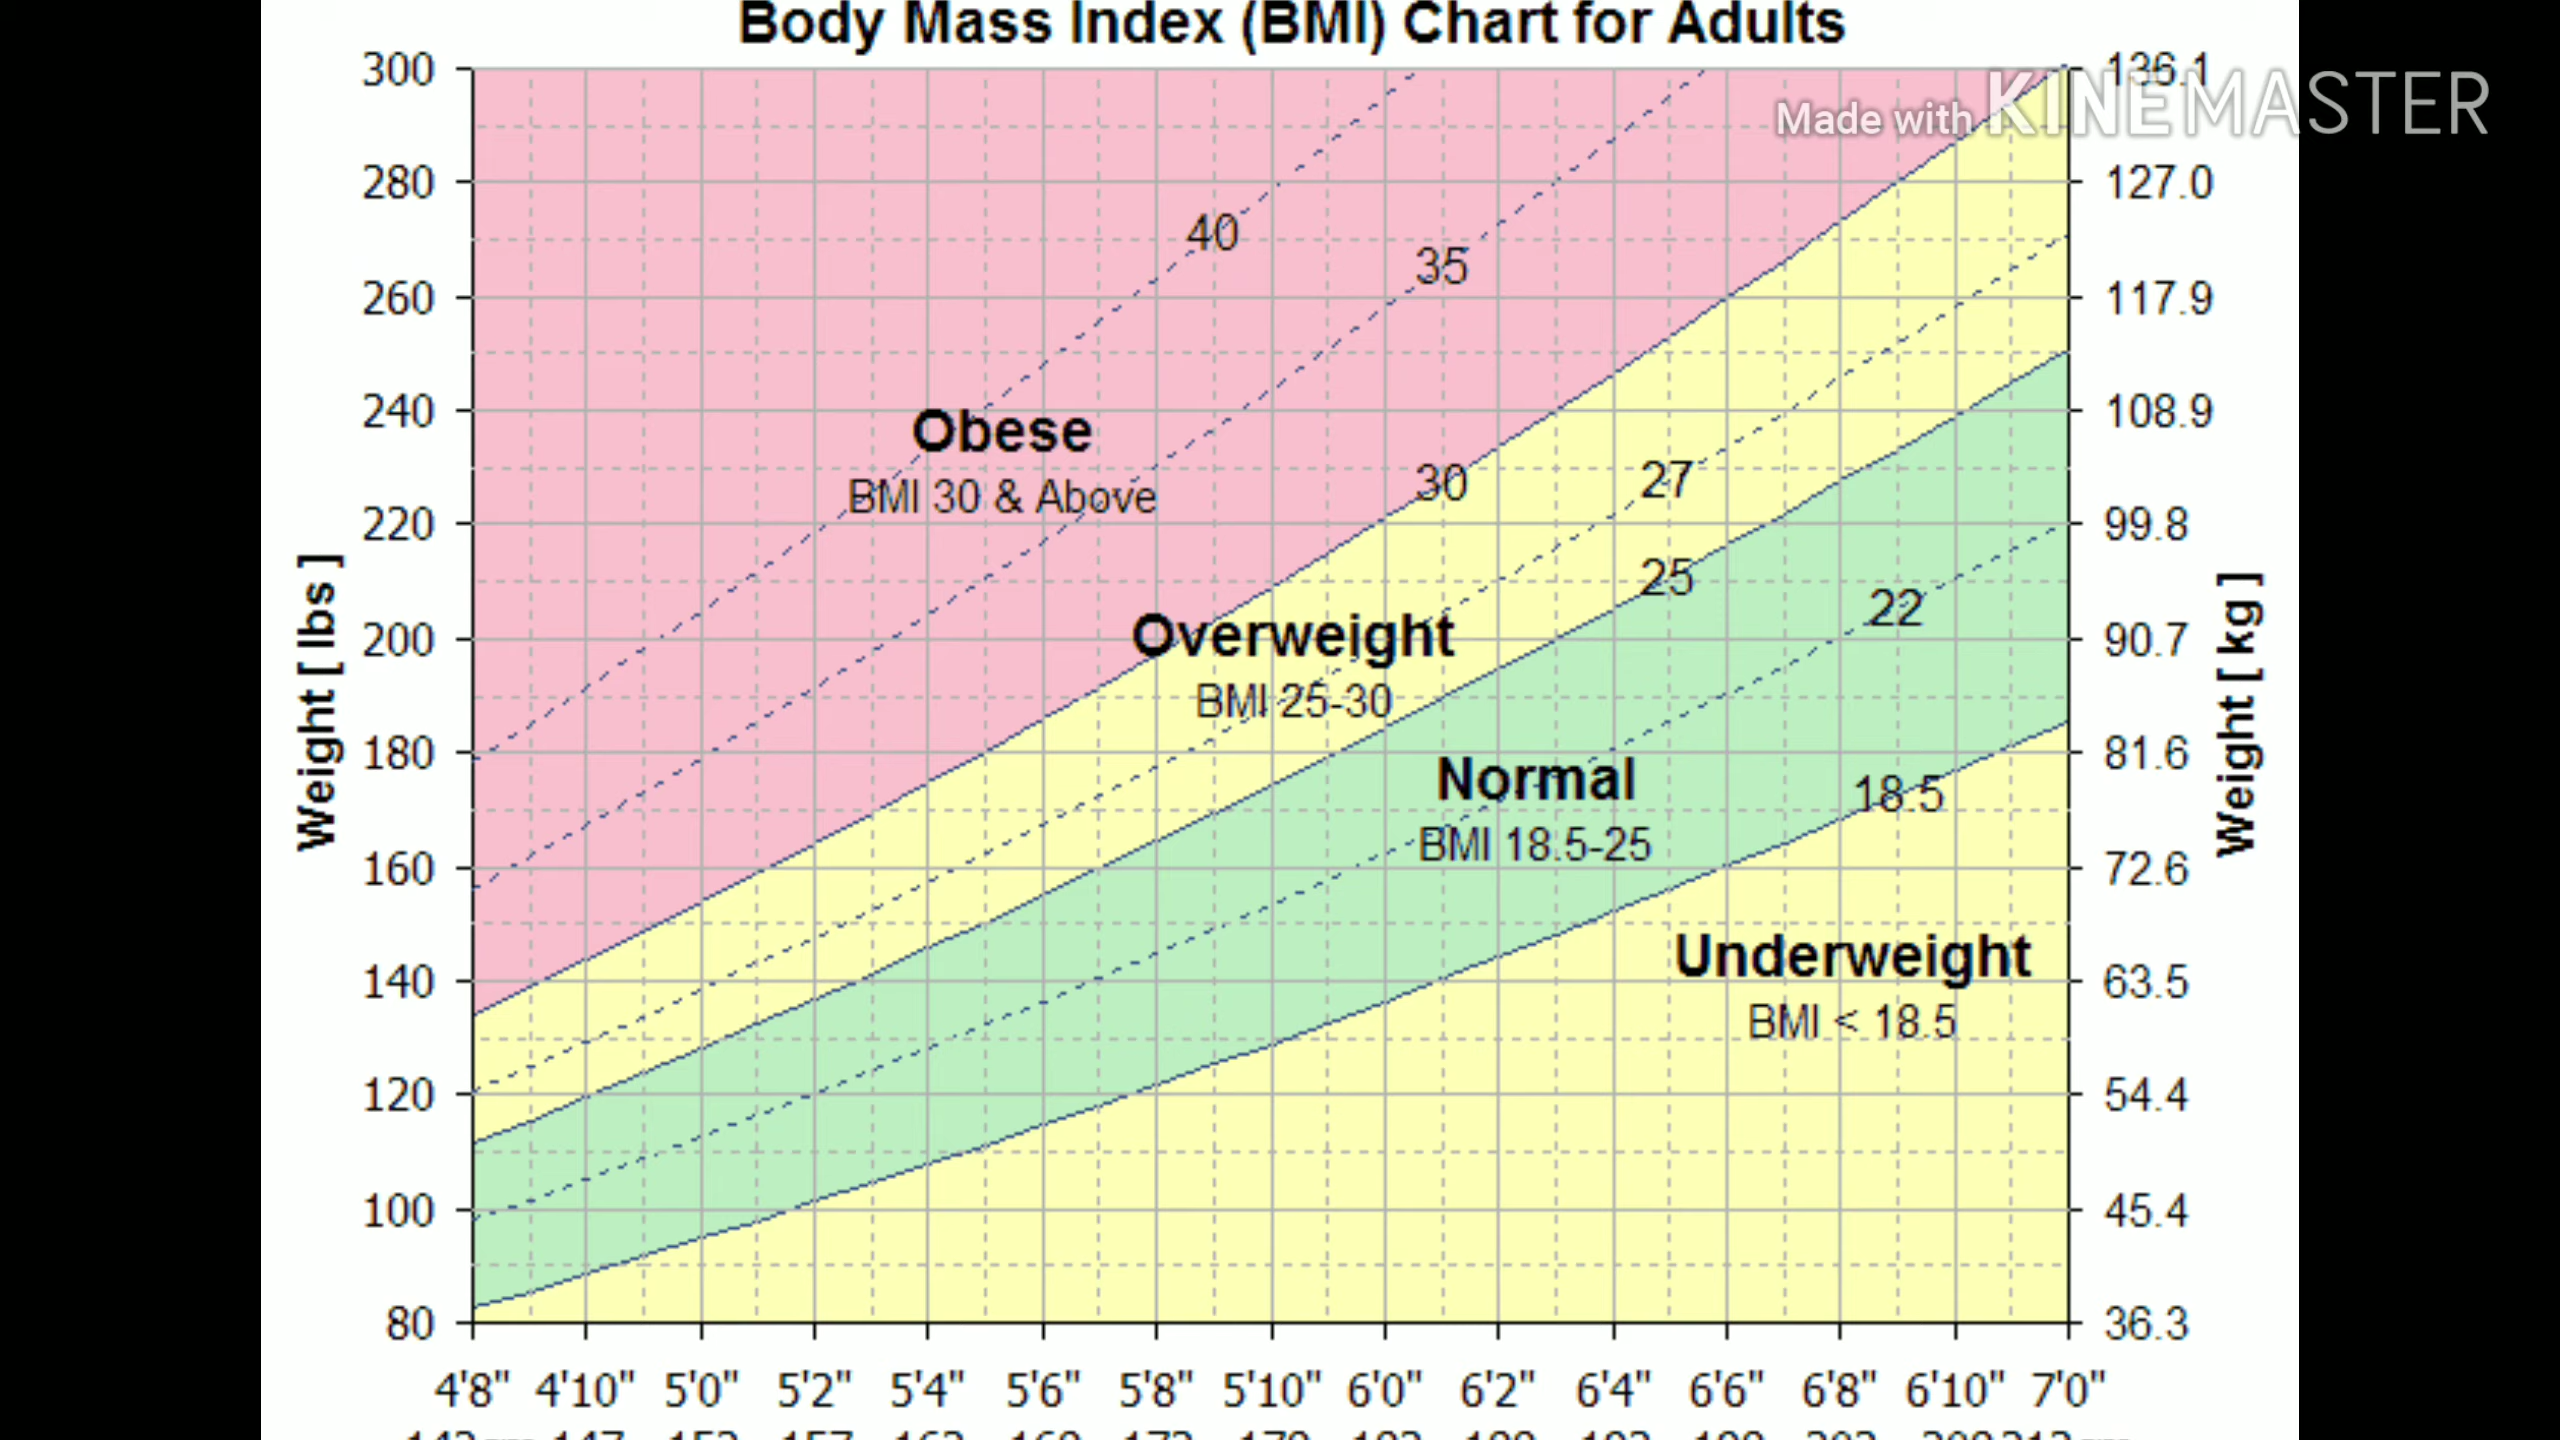 Body Mass Index (BMI) Chart for Adults
Made with KINEMASTER
300
280
260
240
220
200
180
160
140
120
100
80
Weight [ lbs ]
136.1
127.0
117.9
108.9
99.8
90.7
81.6
72.6
63.5
54.4
45.4
36.3
Weight [ kg ]
40
35
30
27
25
22
18.5
Obese
BMI 30 & Above
Overweight
BMI 25-30
Normal
BMI 18.5-25
Underweight
BMI < 18.5
4'8" 4'10" 5'0" 5'2" 5'4" 5'6" 5'8" 5'10" 6'0" 6'2" 6'4" 6'6" 6'8" 6'10" 7'0"